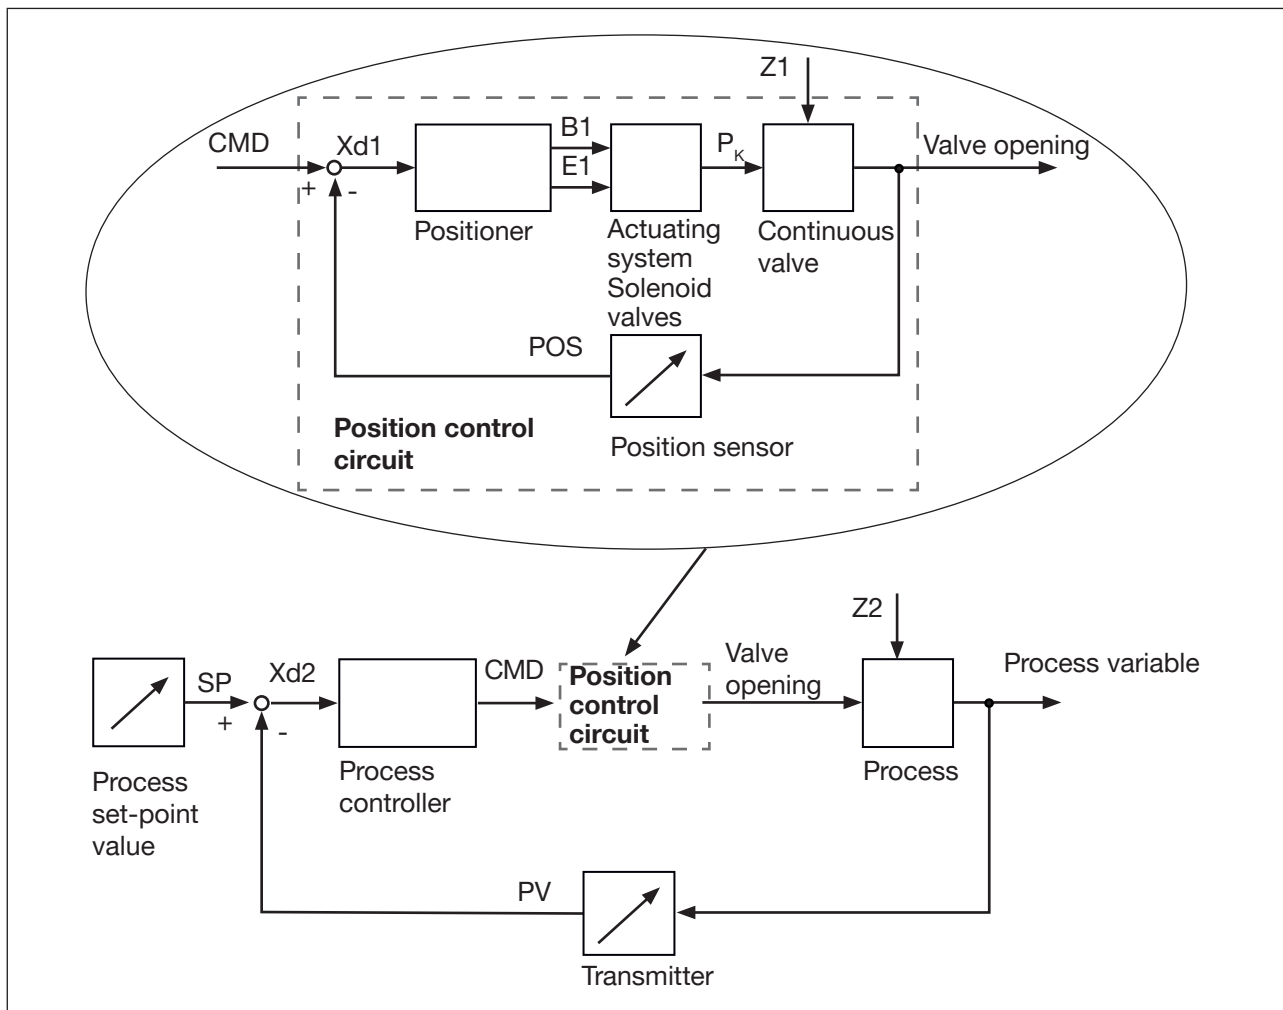 Z1
CMD
Xd1
B1
E1
PK
Valve opening
+
-
Positioner
Actuating
system
Solenoid
valves
Continuous
valve
POS
Position control
circuit
Position sensor
Z2
SP
Xd2
CMD
Position
control
circuit
Valve
opening
Process variable
+
-
Process
set-point
value
Process
controller
Process
PV
Transmitter